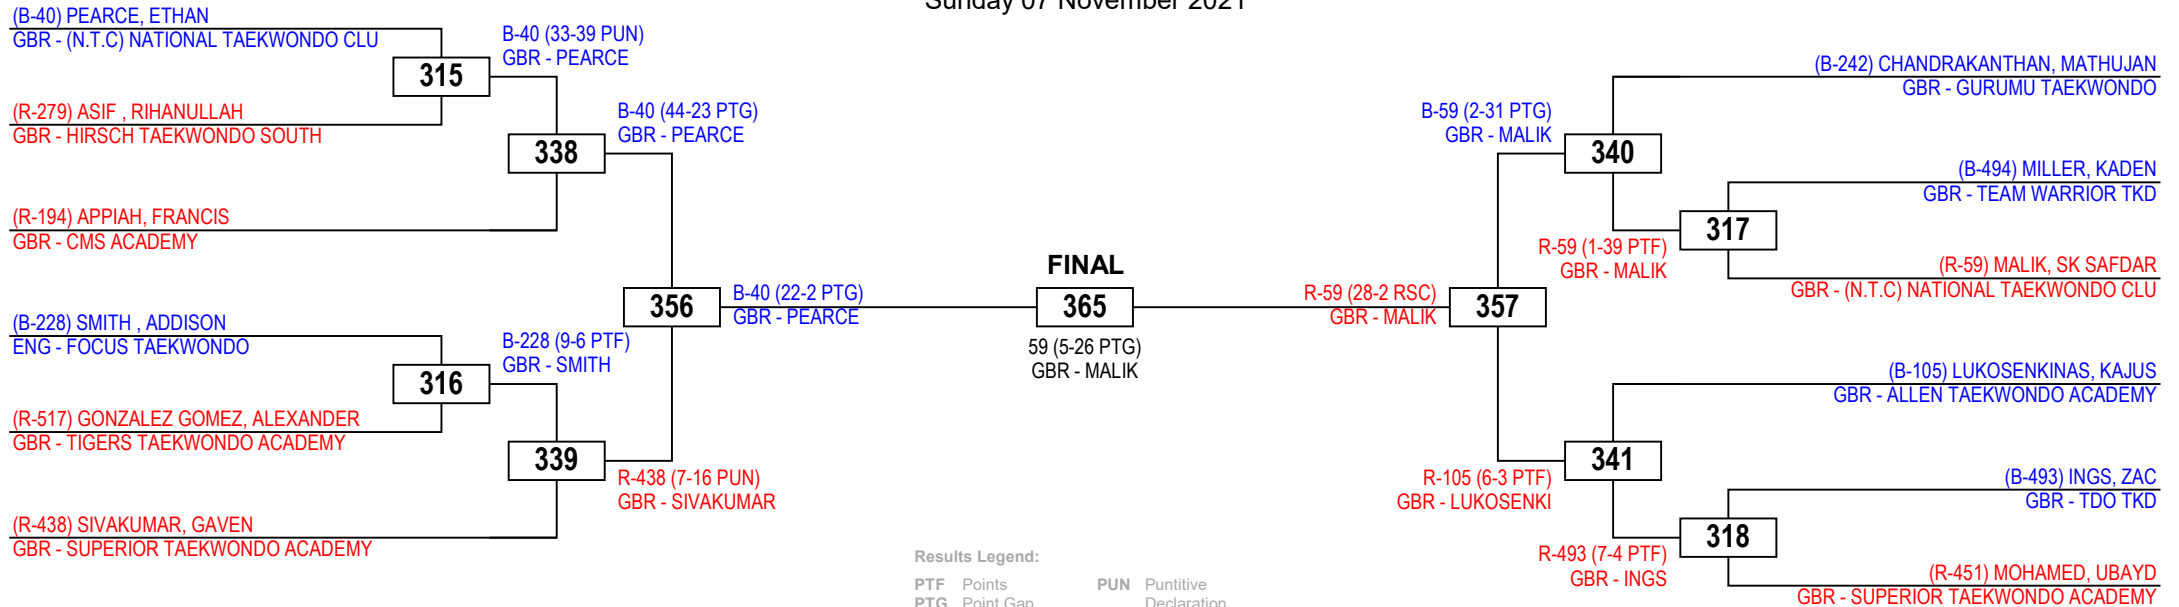 Sunday 07 November 2021
(B-40) PEARCE, ETHAN
GBR - (N.T.C) NATIONAL TAEKWONDO CLU
315
(R-279) ASIF , RIHANULLAH
GBR - HIRSCH TAEKWONDO SOUTH
B-40 (33-39 PUN)
GBR - PEARCE
338
(R-194) APPIAH, FRANCIS
GBR - CMS ACADEMY
B-40 (44-23 PTG)
GBR - PEARCE
356
(B-228) SMITH , ADDISON
ENG - FOCUS TAEKWONDO
316
(R-517) GONZALEZ GOMEZ, ALEXANDER
GBR - TIGERS TAEKWONDO ACADEMY
B-228 (9-6 PTF)
GBR - SMITH
339
(R-438) SIVAKUMAR, GAVEN
GBR - SUPERIOR TAEKWONDO ACADEMY
R-438 (7-16 PUN)
GBR - SIVAKUMAR
B-40 (22-2 PTG)
GBR - PEARCE
FINAL
365
59 (5-26 PTG)
GBR - MALIK
R-59 (28-2 RSC)
GBR - MALIK
357
B-59 (2-31 PTG)
GBR - MALIK
340
(B-242) CHANDRAKANTHAN, MATHUJAN
GBR - GURUMU TAEKWONDO
(B-494) MILLER, KADEN
GBR - TEAM WARRIOR TKD
317
R-59 (1-39 PTF)
GBR - MALIK
(R-59) MALIK, SK SAFDAR
GBR - (N.T.C) NATIONAL TAEKWONDO CLU
(B-105) LUKOSENKINAS, KAJUS
GBR - ALLEN TAEKWONDO ACADEMY
341
R-105 (6-3 PTF)
GBR - LUKOSENKI
(B-493) INGS, ZAC
GBR - TDO TKD
318
R-493 (7-4 PTF)
GBR - INGS
(R-451) MOHAMED, UBAYD
GBR - SUPERIOR TAEKWONDO ACADEMY
Results Legend:
PTF Points PUN Puntitive
PTG Point Gap Declaration